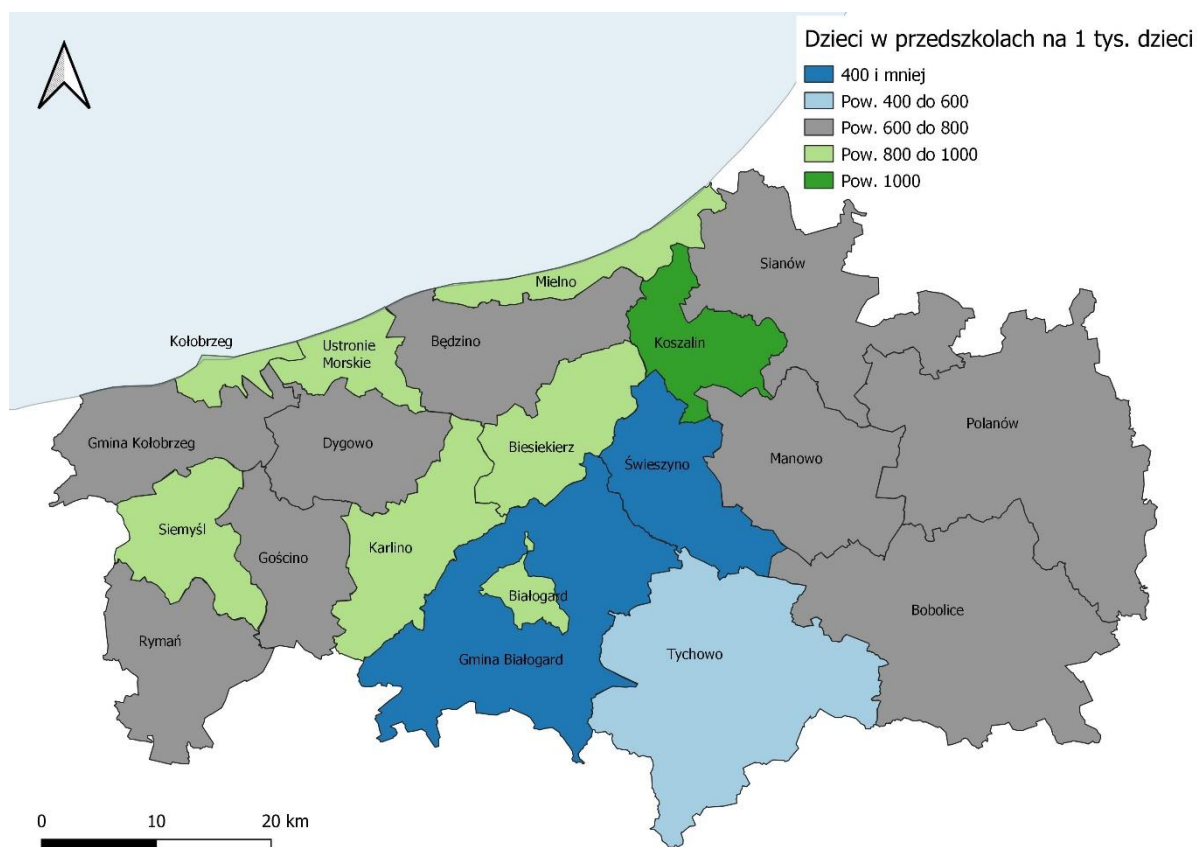 Dzieci w przedszkolach na 1 tys. dzieci
400 i mniej
Pow. 400 do 600
Pow. 600 do 800
Pow. 800 do 1000
Pow. 1000
Sianów
Mielno
Kołobrzeg
Ustronie
Morskie
Będzino
Koszalin
Gmina Kołobrzeg
Dygowo
Biesiekierz
Świeszyno
Manowo
Polanów
Siemyśl
Gościno
Karlino
Białogard
Bobolice
Rymań
Gmina Białogard
Tychowo
0 10 20 km